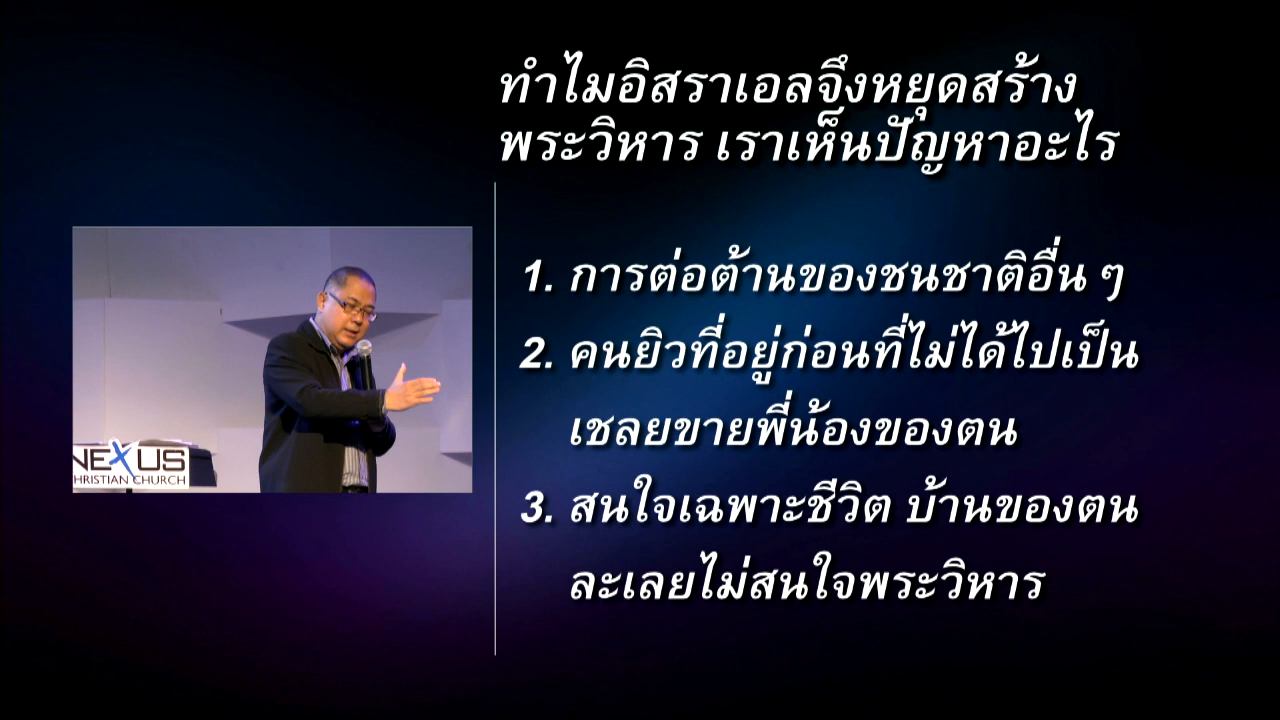 ทำไมอิสราเอลจึงหยุดสร้าง
พระวิหาร เราเห็นปัญหาอะไร
1. การต่อต้านของชนชาติอื่น ๆ
2. คนยิวที่อยู่ก่อนที่ไม่ได้ไปเป็น
เชลยขายพี่น้องของตน
3. สนใจเฉพาะชีวิต บ้านของตน
ละเลยไม่สนใจพระวิหาร
NEXUS
HRISTIAN CHURCH